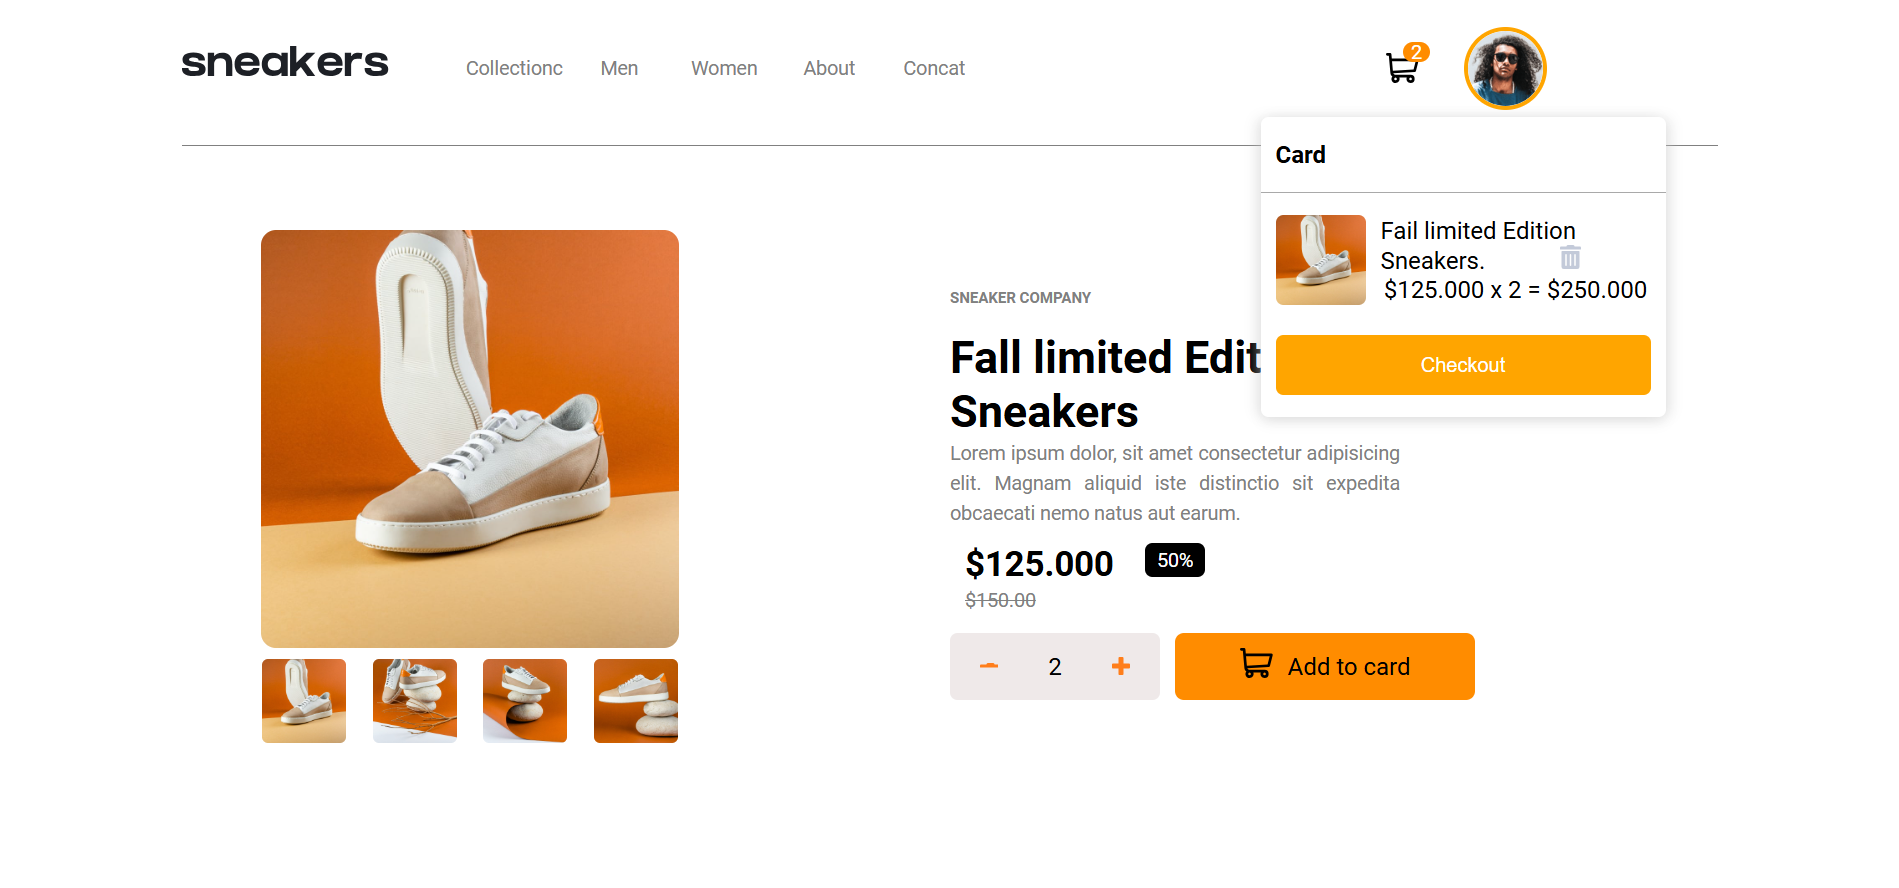 sneakers
Collectionc Men Women About Concat
2
Card
Fail limited Edition
Sneakers.
$125.000 x 2 = $250.000
Checkout
SNEAKER COMPANY
Fall limited Edit
Sneakers
Lorem ipsum dolor, sit amet consectetur adipisicing
elit. Magnam aliquid iste distinctio sit expedita
obcaecati nemo natus aut earum.
$125.000 50%
$150.00
2
Add to card